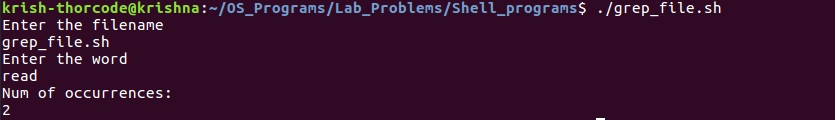 krish-thorcode@krishna:~/OS_Programs/Lab_Problems/Shell_programs$ ./grep_file.sh
Enter the filename
grep_file.sh
Enter the word
read
Num of occurrences:
2